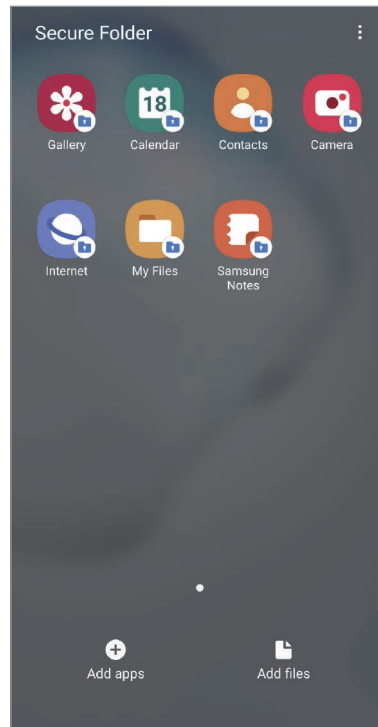 Secure Folder
Gallery
18
Calendar
Contacts
Camera
Internet
My Files
Samsung
Notes
Add apps
Add files